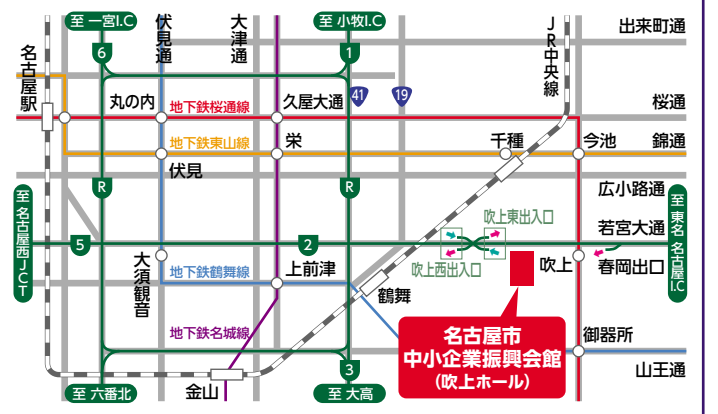 至 一宮I.C
伏見通
大津通
至 小牧I.C
JR中央線
出来町通
6
1
名古屋駅
41
19
丸の内
地下鉄桜通線
久屋大通
桜通
地下鉄東山線
栄
千種
今池
錦通
伏見
R
R
広小路通
至 東名 名古屋I.C
吹上東出入口
若宮大通
至 名古屋西JCT
5
2
吹上西出入口
吹上
春岡出口
大須観音
地下鉄鶴舞線
上前津
鶴舞
地下鉄名城線
名古屋市
中小企業振興会館
(吹上ホール)
御器所
3
山王通
至 六番北
金山
至 大高